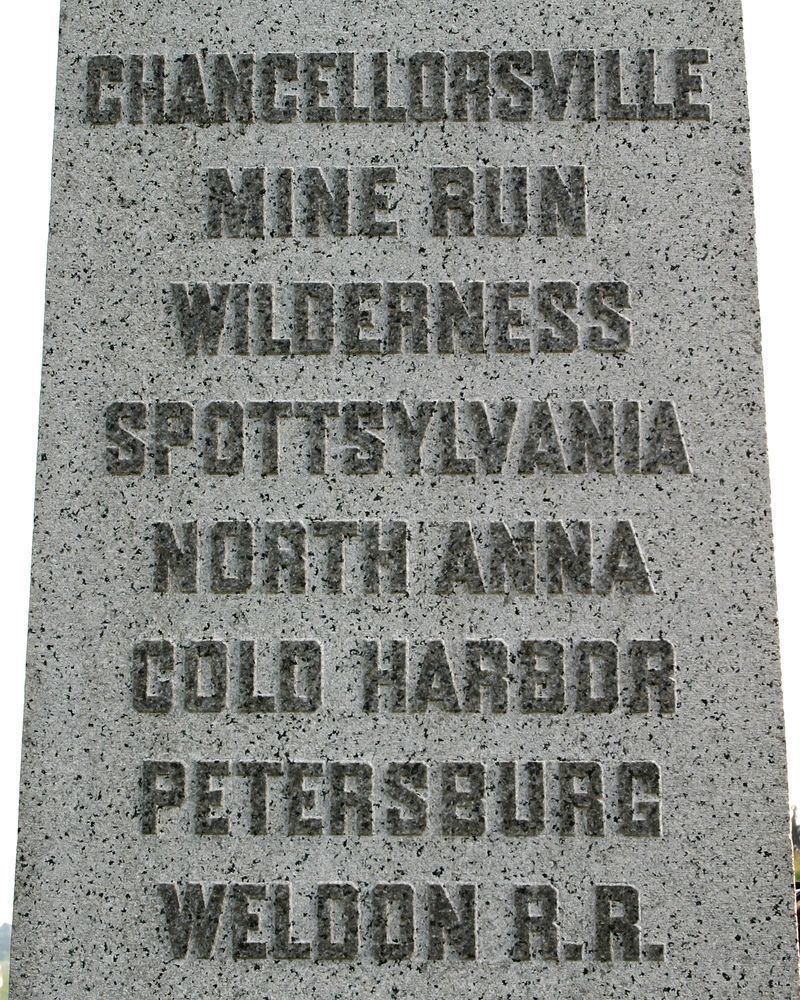 CHANCELLORSVILLE
MINE RUN
WILDERNESS
SPOTTSYLVANIA
NORTH ANNA
COLD HARBOR
PETERSBURG
WELDON R.R.